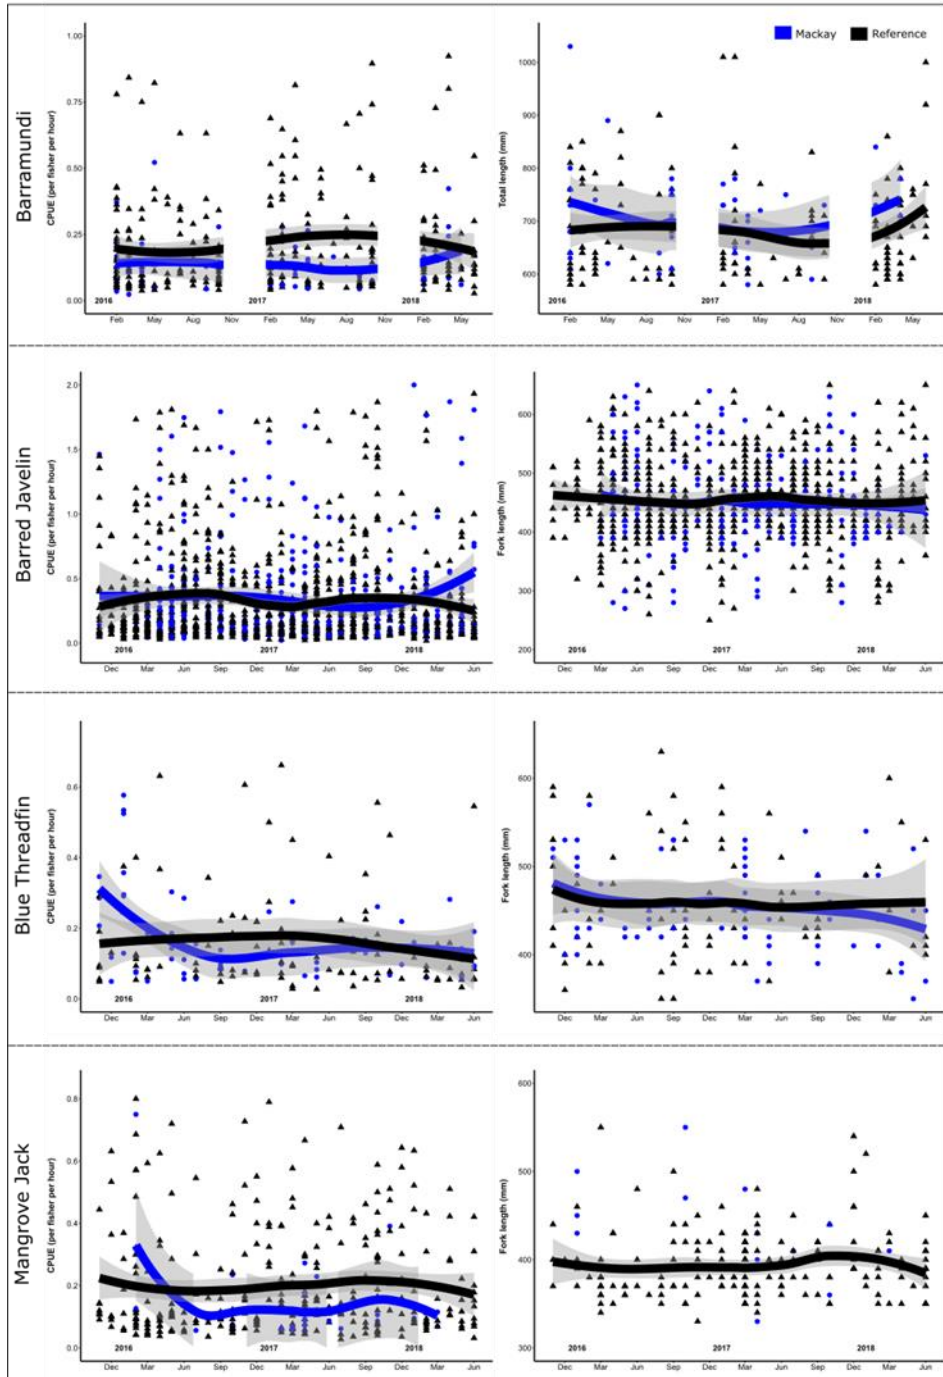 Mackay Reference
Barramundi
CPUE (per fisher per hour)
1.00
0.75
0.50
0.25
0.00
2016 2017 2018
Feb May Aug Nov Feb May Aug Nov Feb May
Total length (mm)
1000
900
800
700
600
2016 2017 2018
Feb May Aug Nov Feb May Aug Nov Feb May
Barred Javelin
CPUE (per fisher per hour)
2.0
1.5
1.0
0.5
0.0
2016 2017 2018
Dec Mar Jun Sep Dec Mar Jun Sep Dec Mar Jun
Fork length (mm)
600
500
400
300
200
2016 2017 2018
Dec Mar Jun Sep Dec Mar Jun Sep Dec Mar Jun
Blue Threadfin
CPUE (per fisher per hour)
0.6
0.4
0.2
0.0
2016 2017 2018
Dec Mar Jun Sep Dec Mar Jun Sep Dec Mar Jun
Fork length (mm)
600
500
400
2016 2017 2018
Dec Mar Jun Sep Dec Mar Jun Sep Dec Mar Jun
Mangrove Jack
CPUE (per fisher per hour)
0.8
0.6
0.4
0.2
0.0
2016 2017 2018
Dec Mar Jun Sep Dec Mar Jun Sep Dec Mar Jun
Fork length (mm)
600
500
400
300
2016 2017 2018
Dec Mar Jun Sep Dec Mar Jun Sep Dec Mar Jun